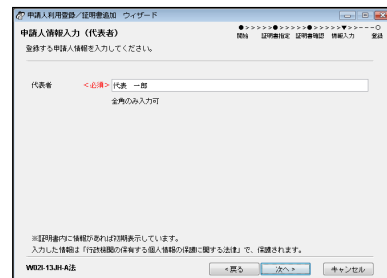 申請人利用登録/証明書追加 ウィザード
申請人情報入力（代表者）
●>>>>>●>>>>>●>>>>>▼>>---○
開始 証明書指定 証明書確認 情報入力 登録
登録する申請人情報を入力してください。
代表者 <必須> 代表 一郎
全角のみ入力可
※証明書内に情報があれば初期表示しています。
入力した情報は「行政機関の保有する個人情報の保護に関する法律」で、保護されます。
W02I-13JH-A法
<戻る 次へ> キャンセル